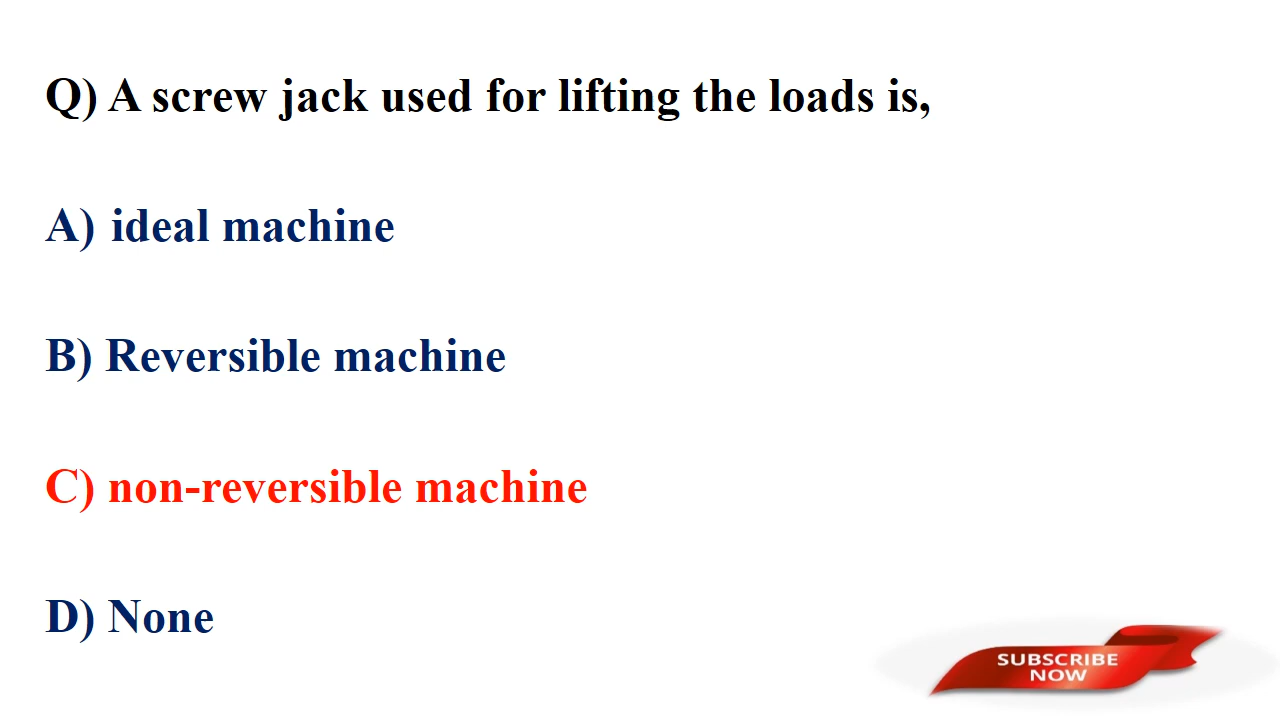 Q) A screw jack used for lifting the loads is,
A) ideal machine
B) Reversible machine
C) non-reversible machine
D) None
SUBSCRIBE
NOW